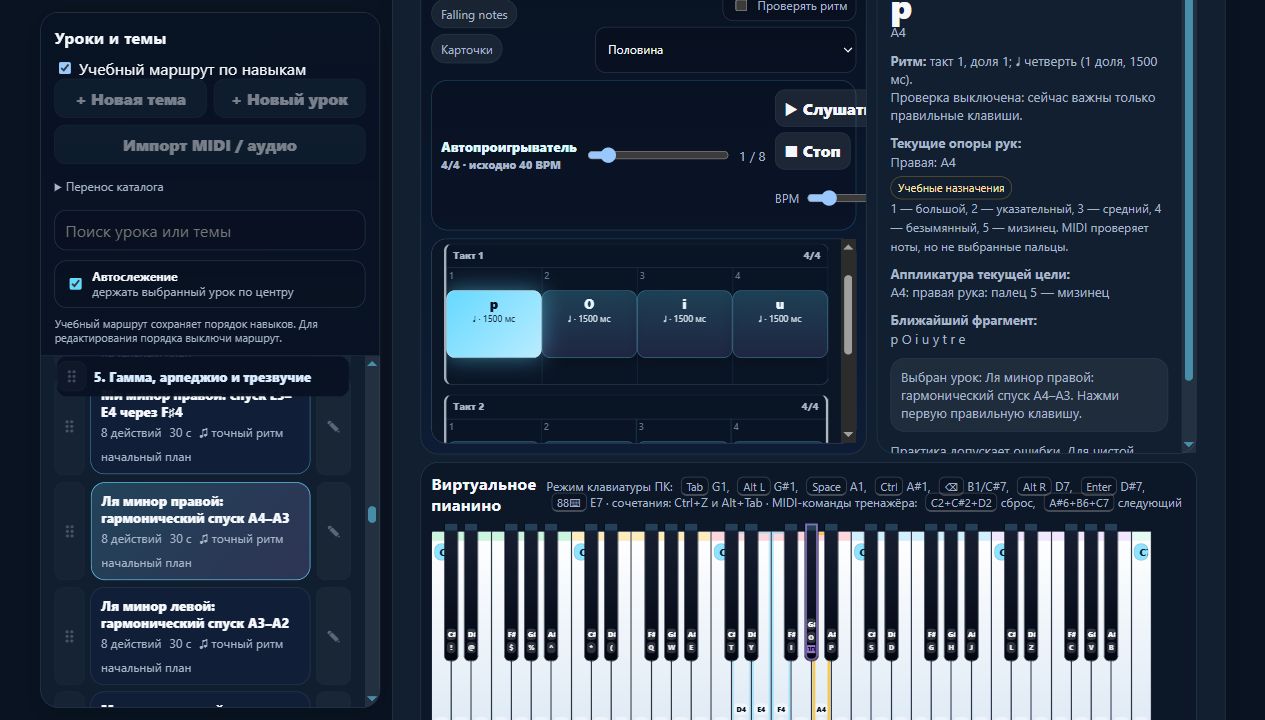 Уроки и темы
Учебный маршрут по навыкам
+ Новая тема
+ Новый урок
Импорт MIDI / аудио
▶ Перенос каталога
Поиск урока или темы
Автослежение
держать выбранный урок по центру
Учебный маршрут сохраняет порядок навыков. Для
редактирования порядка выключи маршрут.
5. Гамма, арпеджио и трезвучие
E4 через F♯4
8 действий 30 с ♫ точный ритм
начальный план
Ля минор правой:
гармонический спуск A4–A3
8 действий 30 с ♫ точный ритм
начальный план
Ля минор левой:
гармонический спуск A3–A2
8 действий 30 с ♫ точный ритм
начальный план
Falling notes
Карточки
Проверять ритм
Половина
Автопроигрыватель
4/4 · исходно 40 BPM
1 / 8
▶ Слушать
■ Стоп
BPM
Такт 1
4/4
1
2
3
4
p
♩ · 1500 мс
O
♩ · 1500 мс
i
♩ · 1500 мс
u
♩ · 1500 мс
Такт 2
4/4
1
2
3
4
p
A4
Ритм: такт 1, доля 1; ♩ четверть (1 доля, 1500
мс).
Проверка выключена: сейчас важны только
правильные клавиши.
Текущие опоры рук:
Правая: A4
Учебные назначения
1 — большой, 2 — указательный, 3 — средний, 4
— безымянный, 5 — мизинец. MIDI проверяет
ноты, но не выбранные пальцы.
Аппликатура текущей цели:
A4: правая рука: палец 5 — мизинец
Ближайший фрагмент:
p O i u y t r e
Выбран урок: Ля минор правой:
гармонический спуск A4–A3. Нажми
первую правильную клавишу.
Практика допускает ошибки. Для чистой
Виртуальное
пианино
Режим клавиатуры ПК: Tab G1, Alt L G#1, Space A1, Ctrl A#1, ⌫ B1/C#7, Alt R D7, Enter D#7,
88⌨ E7 · сочетания: Ctrl+Z и Alt+Tab · MIDI-команды тренажёра: C2+C#2+D2 сброс, A#6+B6+C7 следующий
! @ $ % ^ * ( Q W E T Y I O P S D G H J L Z C V B
D4 E4 F4 A4